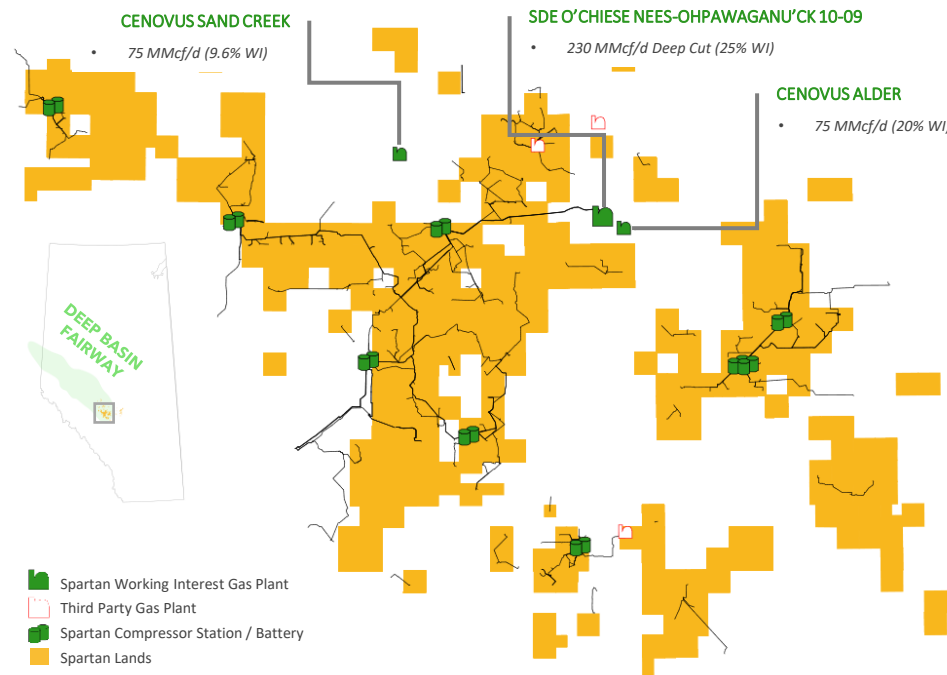 CENOVUS SAND CREEK
• 75 MMcf/d (9.6% WI)
SDE O'CHIESE NEES-OHPAWAGANU'CK 10-09
• 230 MMcf/d Deep Cut (25% WI)
CENOVUS ALDER
• 75 MMcf/d (20% WI)
DEEP BASIN
FAIRWAY
Spartan Working Interest Gas Plant
Third Party Gas Plant
Spartan Compressor Station / Battery
Spartan Lands